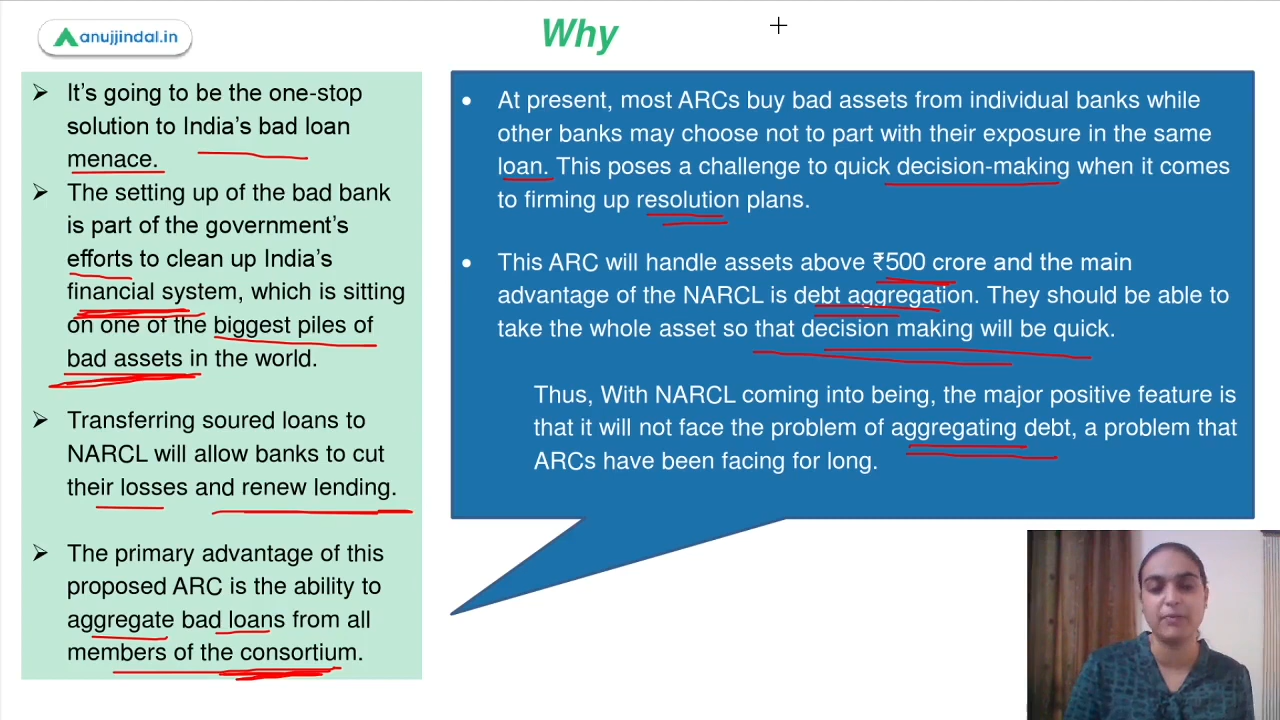 anujjindal.in
Why
➢ It's going to be the one-stop
solution to India's bad loan
menace.
➢ The setting up of the bad bank
is part of the government's
efforts to clean up India's
financial system, which is sitting
on one of the biggest piles of
bad assets in the world.
➢ Transferring soured loans to
NARCL will allow banks to cut
their losses and renew lending.
➢ The primary advantage of this
proposed ARC is the ability to
aggregate bad loans from all
members of the consortium.
• At present, most ARCs buy bad assets from individual banks while
other banks may choose not to part with their exposure in the same
loan. This poses a challenge to quick decision-making when it comes
to firming up resolution plans.
• This ARC will handle assets above ₹500 crore and the main
advantage of the NARCL is debt aggregation. They should be able to
take the whole asset so that decision making will be quick.
Thus, With NARCL coming into being, the major positive feature is
that it will not face the problem of aggregating debt, a problem that
ARCs have been facing for long.